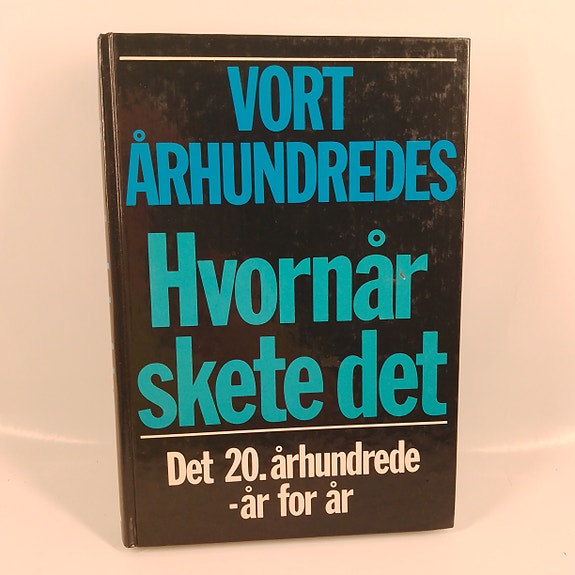 VORT
ÅRHUNDREDES
Hvornår
skete det
Det 20. århundrede
- år for år